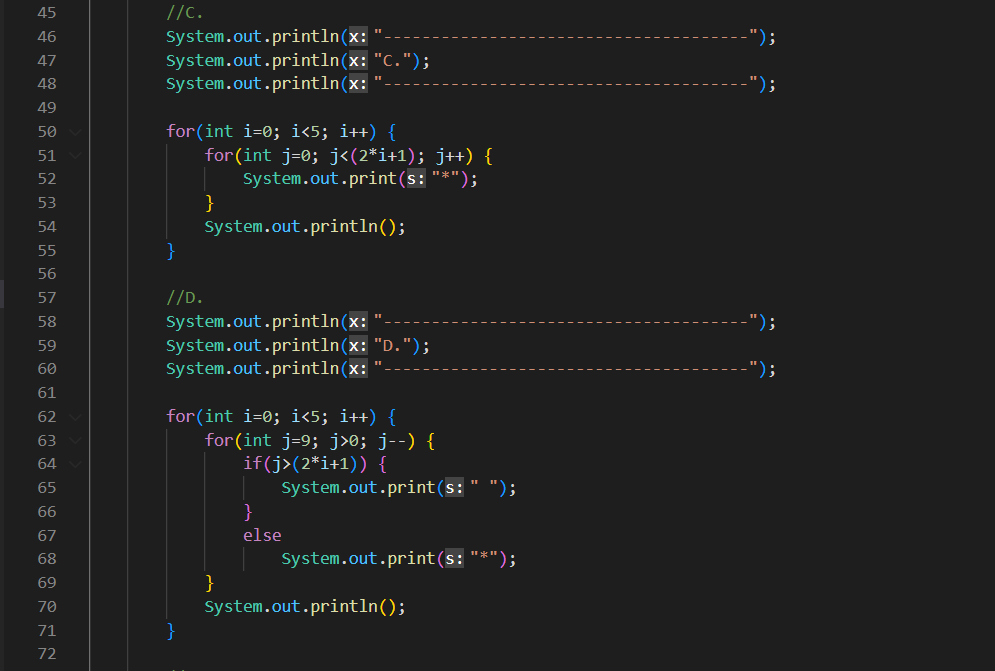 45 //C.
46 System.out.println(x: "--------------------------------------");
47 System.out.println(x: "C.");
48 System.out.println(x: "--------------------------------------");
49
50 for(int i=0; i<5; i++) {
51 for(int j=0; j<(2*i+1); j++) {
52 System.out.print(s: "*");
53 }
54 System.out.println();
55 }
56
57 //D.
58 System.out.println(x: "--------------------------------------");
59 System.out.println(x: "D.");
60 System.out.println(x: "--------------------------------------");
61
62 for(int i=0; i<5; i++) {
63 for(int j=9; j>0; j--) {
64 if(j>(2*i+1)) {
65 System.out.print(s: " ");
66 }
67 else
68 System.out.print(s: "*");
69 }
70 System.out.println();
71 }
72